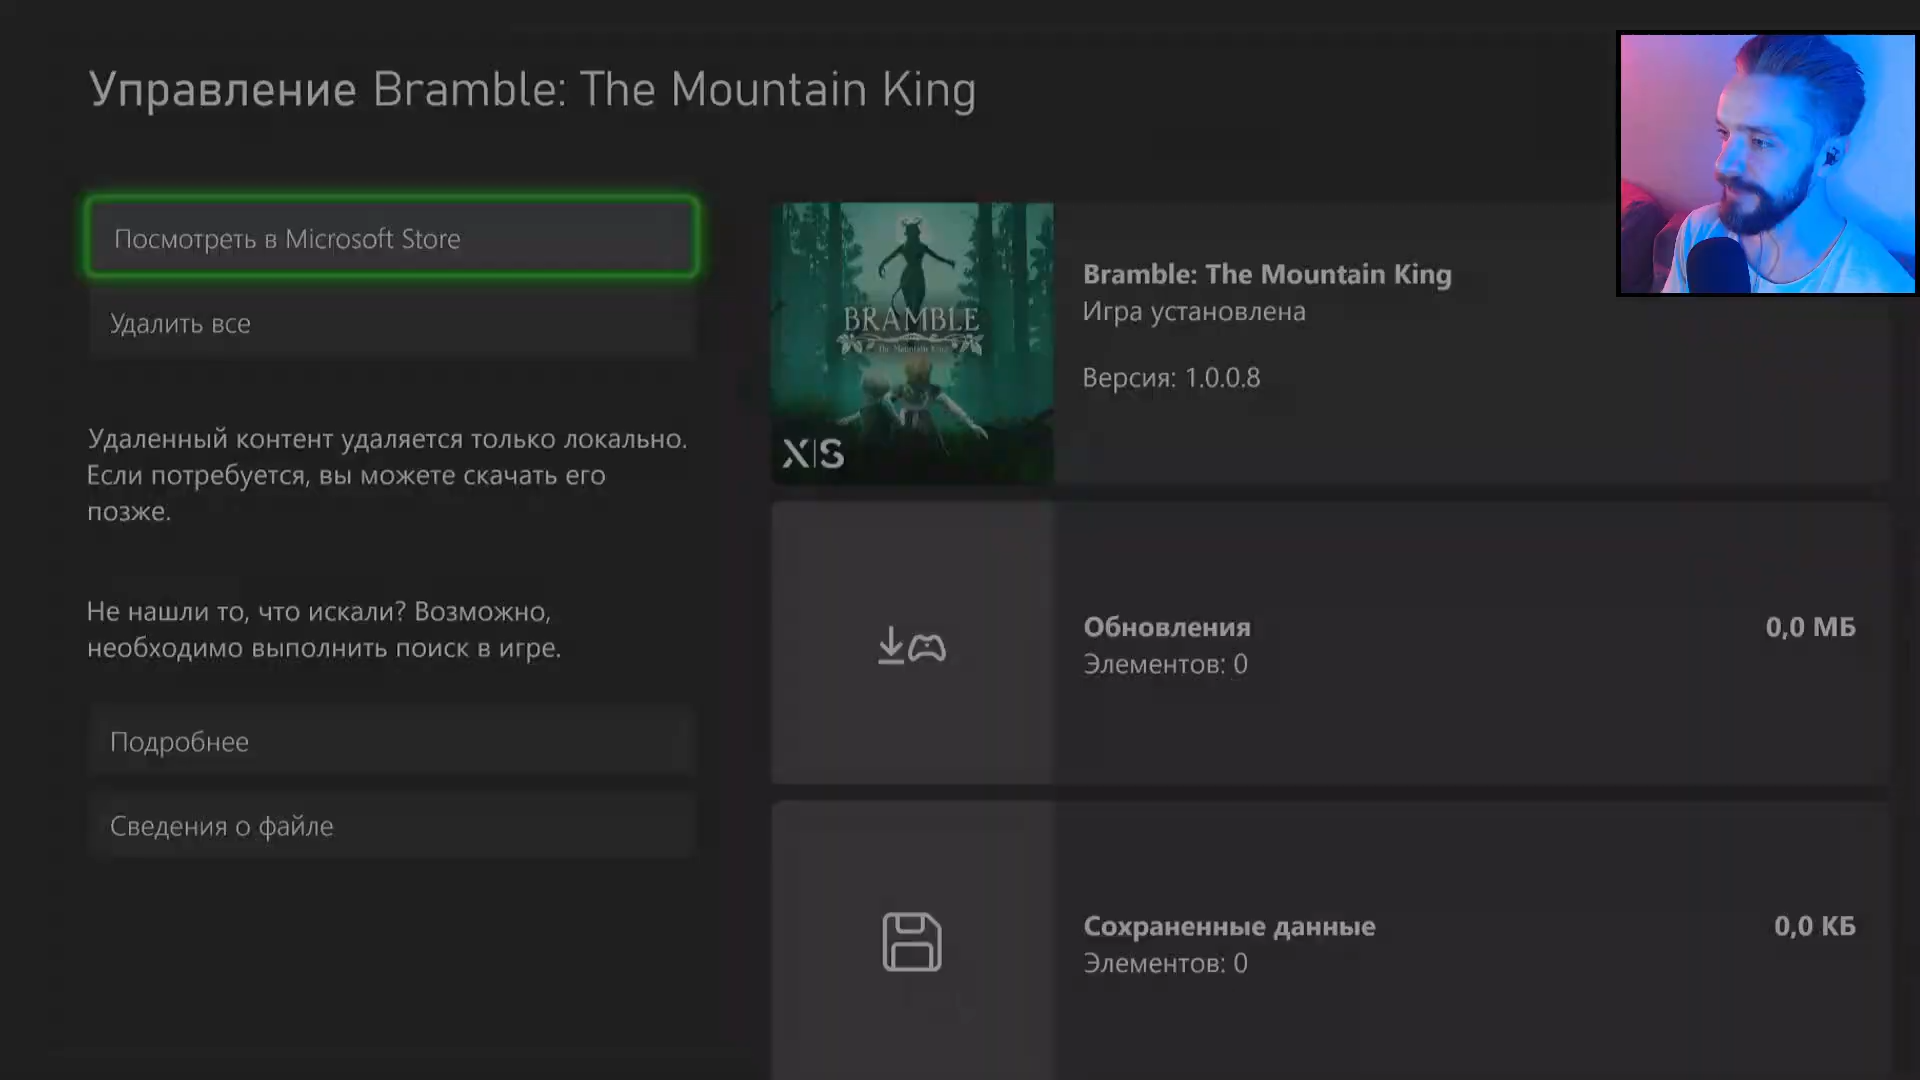 Управление Bramble: The Mountain King
Посмотреть в Microsoft Store
Удалить все
Удаленный контент удаляется только локально.
Если потребуется, вы можете скачать его
позже.
Не нашли то, что искали? Возможно,
необходимо выполнить поиск в игре.
Подробнее
Сведения о файле
BRAMBLE
The Mountain King
X|S
Bramble: The Mountain King
Игра установлена
Версия: 1.0.0.8
Обновления
0,0 МБ
Элементов: 0
Сохраненные данные
0,0 КБ
Элементов: 0